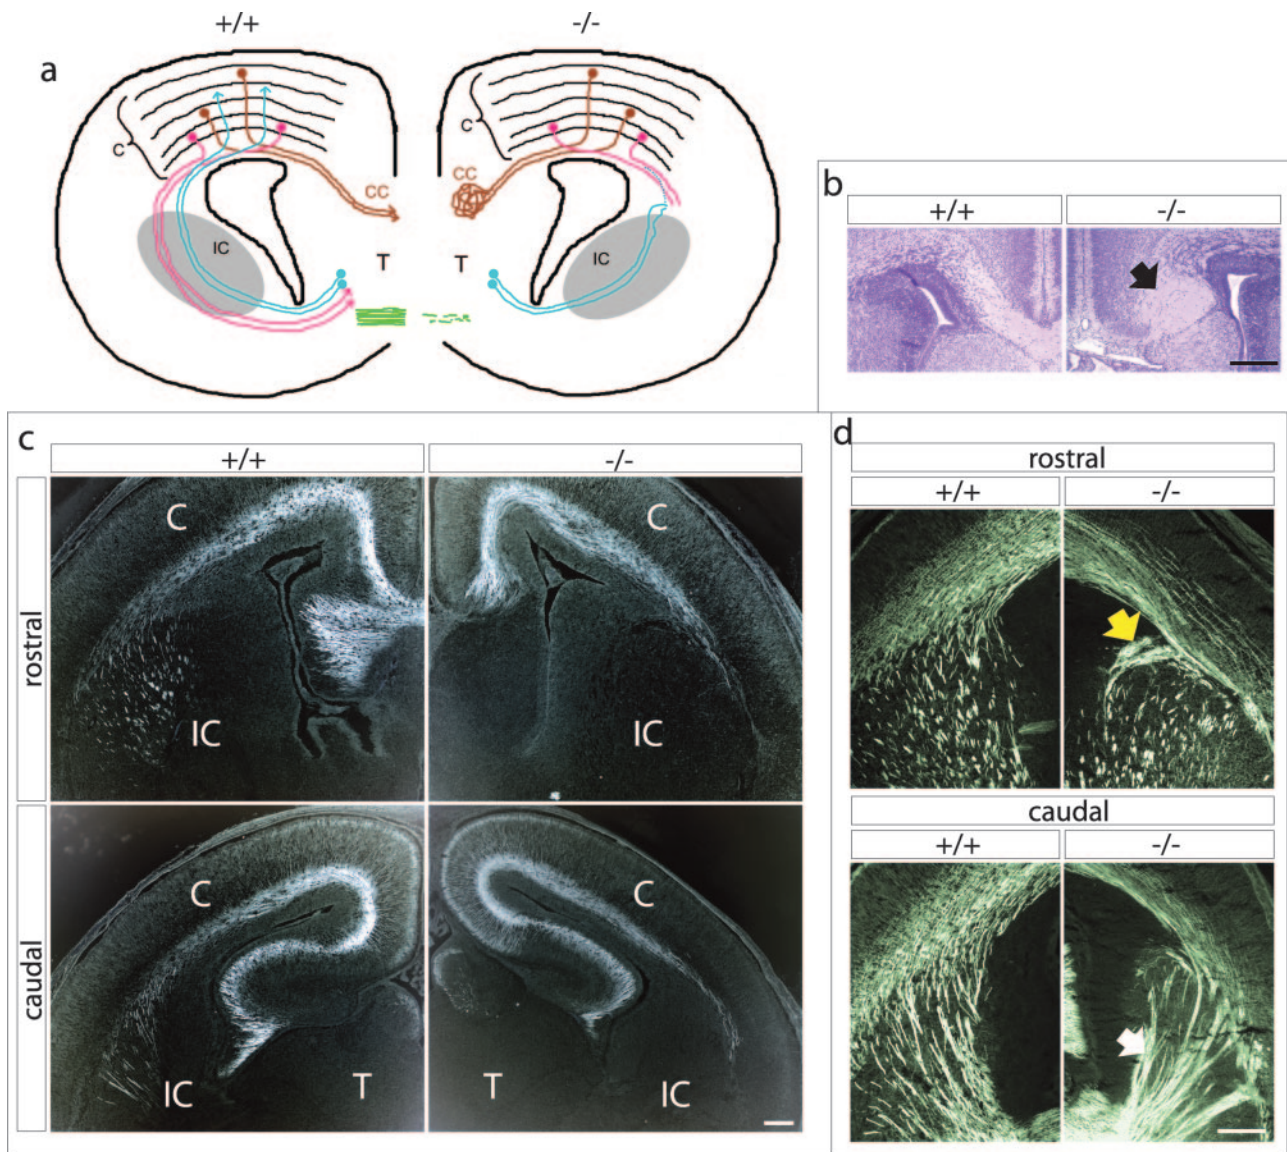 a
+/+ -/-
C C
CC CC
IC IC
T T
b
+/+ -/-
c
+/+ -/-
rostral
C C
IC IC
caudal
C C
IC T T IC
d
rostral
+/+ -/-
caudal
+/+ -/-